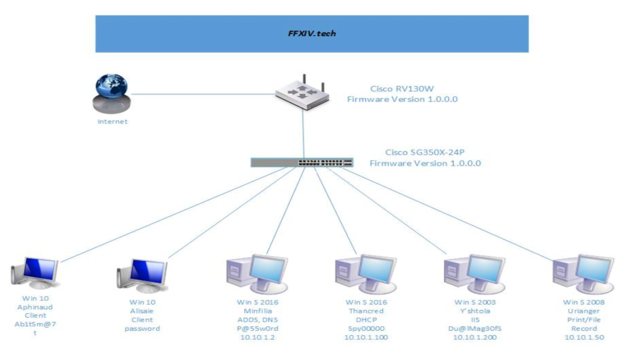 FFXIV.tech
Cisco RV130W
Firmware Version 1.0.0.0
Internet
Cisco SG350X-24P
Firmware Version 1.0.0.0
Win 10
Aphinaud
Client
Ab1t5m@7
t
Win 10
Alisaie
Client
password
Win S 2016
Minfilia
ADDS, DNS
P@55w0rd
10.10.1.2
Win S 2016
Thancred
DHCP
Spy00000
10.10.1.100
Win S 2003
Y'shtola
IIS
Du@lMag30fS
10.10.1.200
Win S 2008
Urianger
Print/File
Record
10.10.1.50